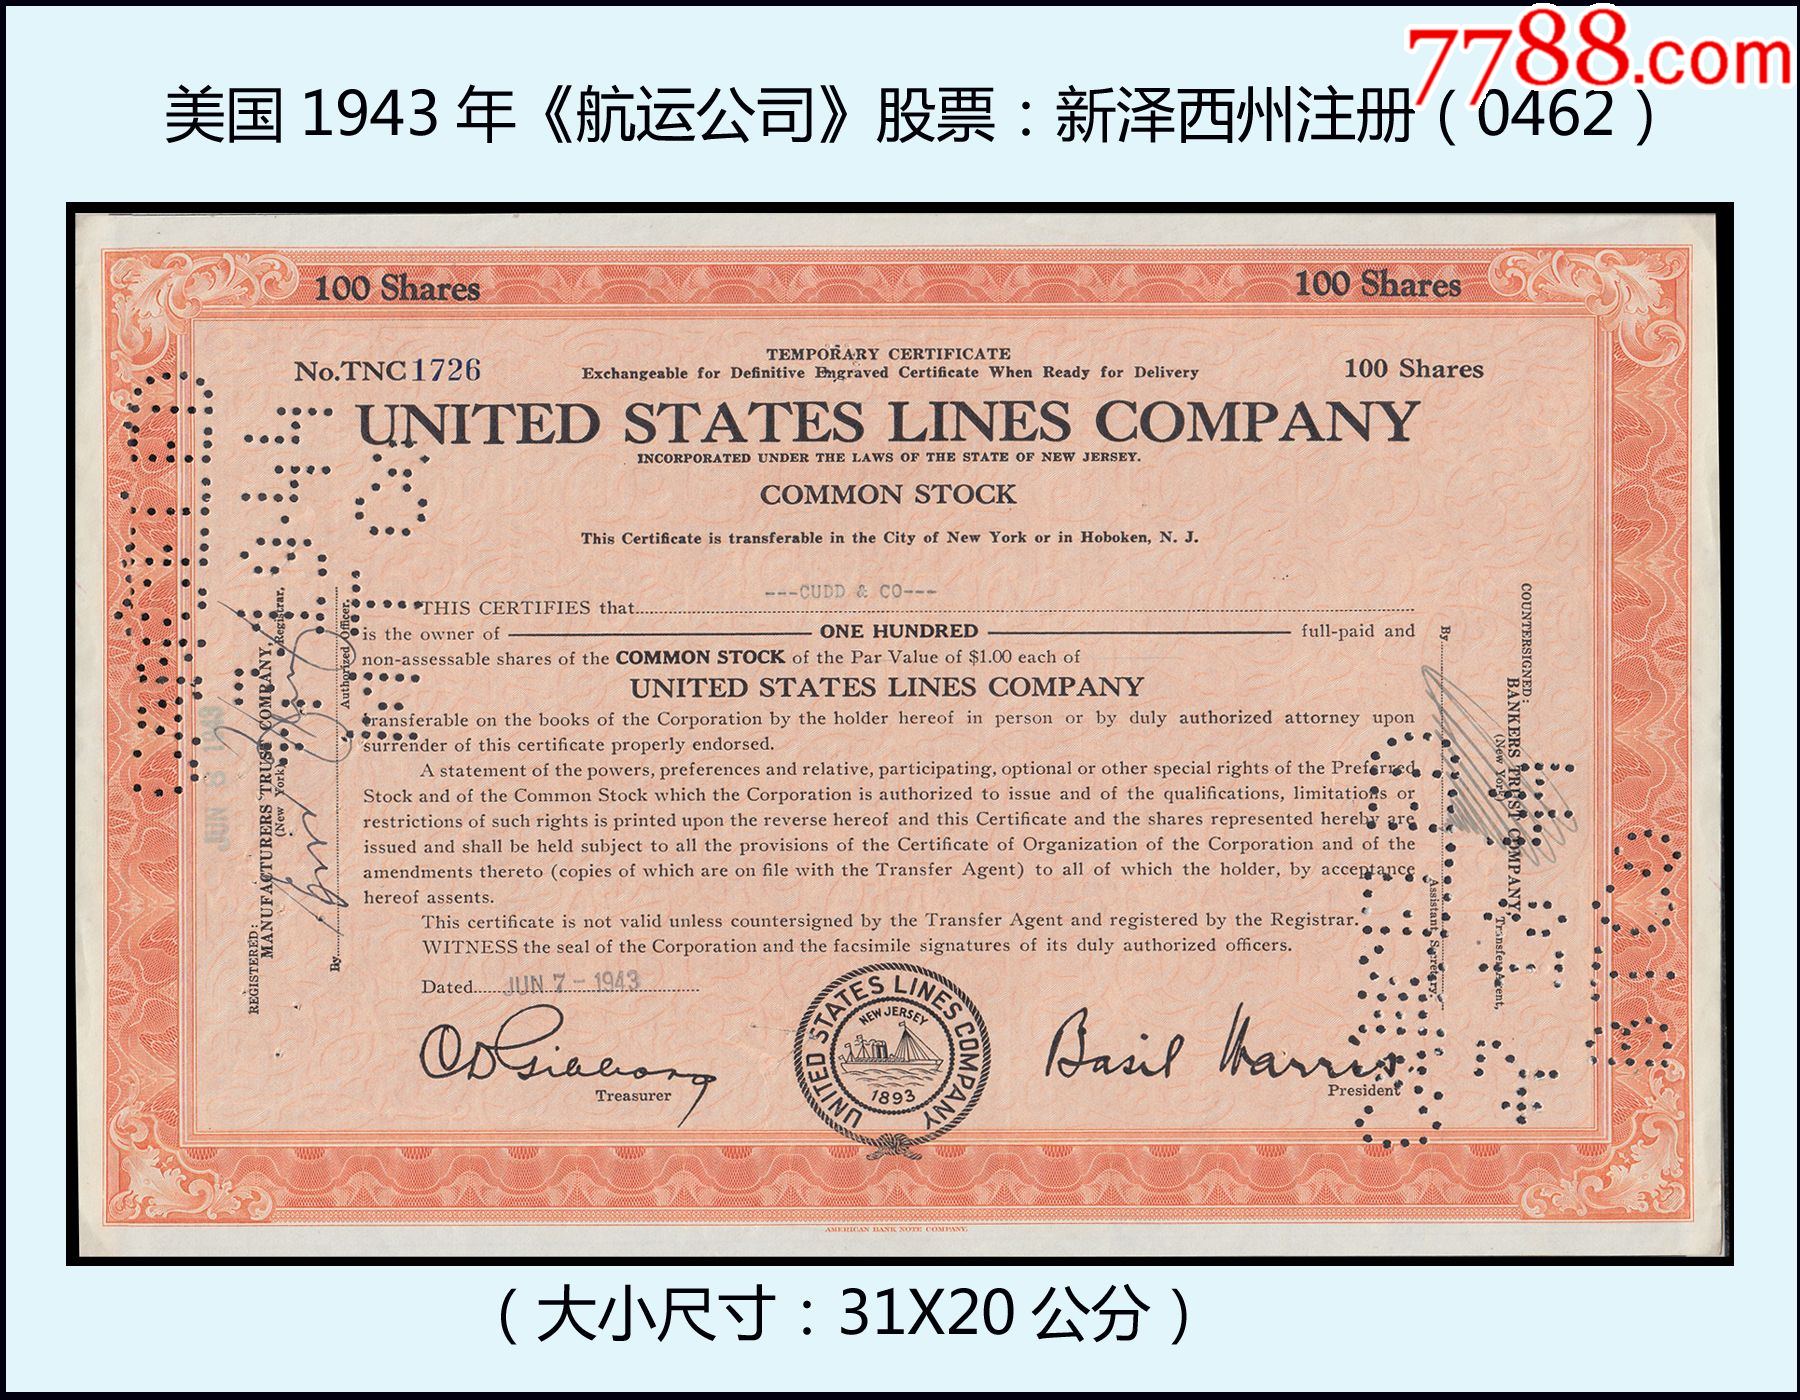 7788.com
美国1943年《航运公司》股票：新泽西州注册（0462）
100 Shares
100 Shares
No.TNC1726
TEMPORARY CERTIFICATE
Exchangeable for Definitive Engraved Certificate When Ready for Delivery
100 Shares
UNITED STATES LINES COMPANY
INCORPORATED UNDER THE LAWS OF THE STATE OF NEW JERSEY.
COMMON STOCK
This Certificate is transferable in the City of New York or in Hoboken, N. J.
THIS CERTIFIES that ---CUDD & CO---
is the owner of ONE HUNDRED full-paid and
non-assessable shares of the COMMON STOCK of the Par Value of $1.00 each of
UNITED STATES LINES COMPANY
transferable on the books of the Corporation by the holder hereof in person or by duly authorized attorney upon
surrender of this certificate properly endorsed.
A statement of the powers, preferences and relative, participating, optional or other special rights of the Preferred
Stock and of the Common Stock which the Corporation is authorized to issue and of the qualifications, limitations or
restrictions of such rights is printed upon the reverse hereof and this Certificate and the shares represented hereby are
issued and shall be held subject to all the provisions of the Certificate of Organization of the Corporation and of the
amendments thereto (copies of which are on file with the Transfer Agent) to all of which the holder, by acceptance
hereof assents.
This certificate is not valid unless countersigned by the Transfer Agent and registered by the Registrar.
WITNESS the seal of the Corporation and the facsimile signatures of its duly authorized officers.
Dated JUN 7 - 1943
Treasurer
UNITED STATES LINES COMPANY
NEW JERSEY
1893
Basil Harris
President
JUN 8 1943
REGISTERED:
MANUFACTURERS TRUST COMPANY,
(New York) Registrar,
By Authorized Officer.
COUNTERSIGNED:
BANKERS TRUST COMPANY,
(New York) Transfer Agent,
By Assistant Secretary.
AMERICAN BANK NOTE COMPANY.
（大小尺寸：31X20公分）